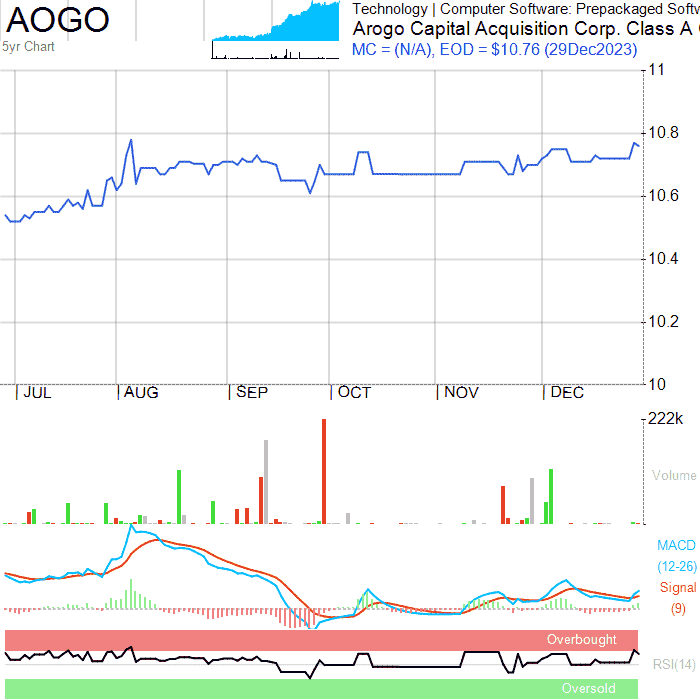 AOGO
5yr Chart
Technology | Computer Software: Prepackaged Softw
Arogo Capital Acquisition Corp. Class A
MC = (N/A), EOD = $10.76 (29Dec2023)
11
10.8
10.6
10.4
10.2
10
| JUL | AUG | SEP | OCT | NOV | DEC
222k
Volume
MACD
(12-26)
Signal
(9)
Overbought
RSI(14)
Oversold